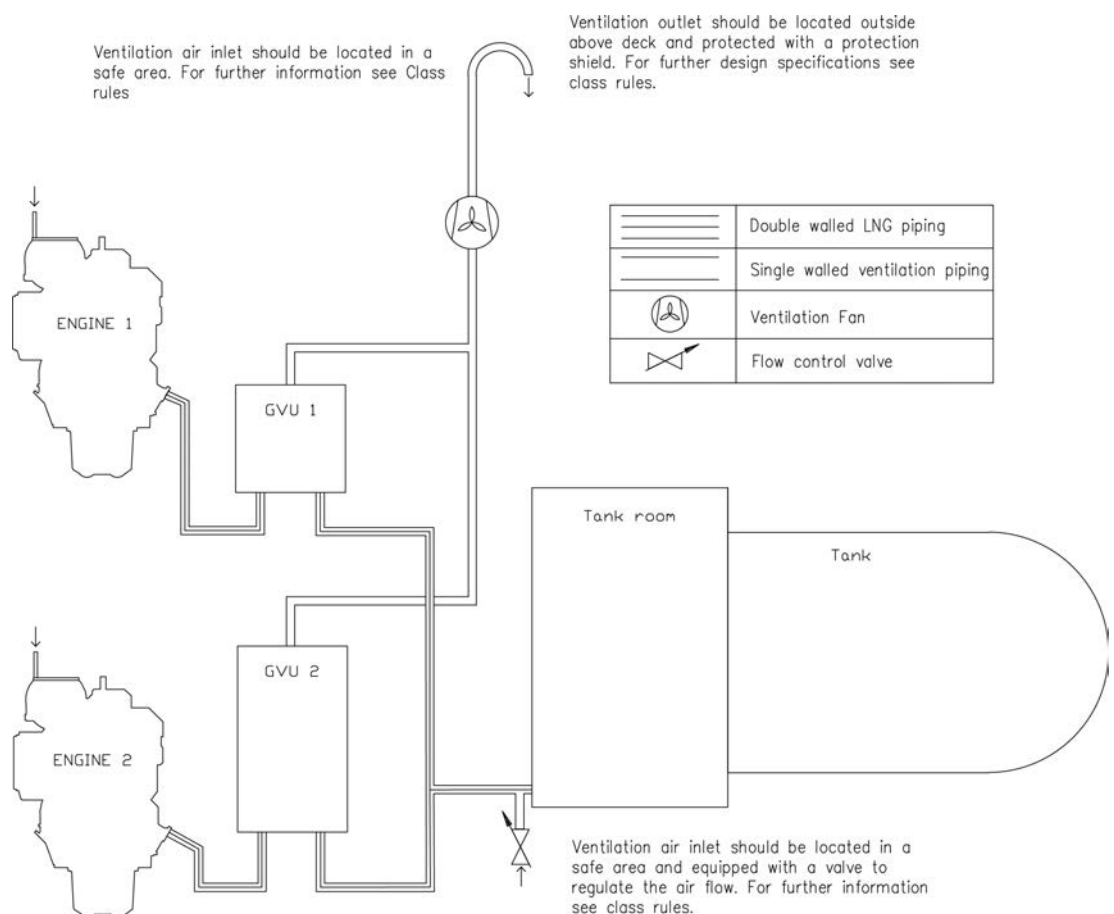 Ventilation air inlet should be located in a
safe area. For further information see Class
rules
Ventilation outlet should be located outside
above deck and protected with a protection
shield. For further design specifications see
class rules.
Double walled LNG piping
Single walled ventilation piping
Ventilation Fan
Flow control valve
ENGINE 1
GVU 1
Tank room
Tank
GVU 2
ENGINE 2
Ventilation air inlet should be located in a
safe area and equipped with a valve to
regulate the air flow. For further information
see class rules.